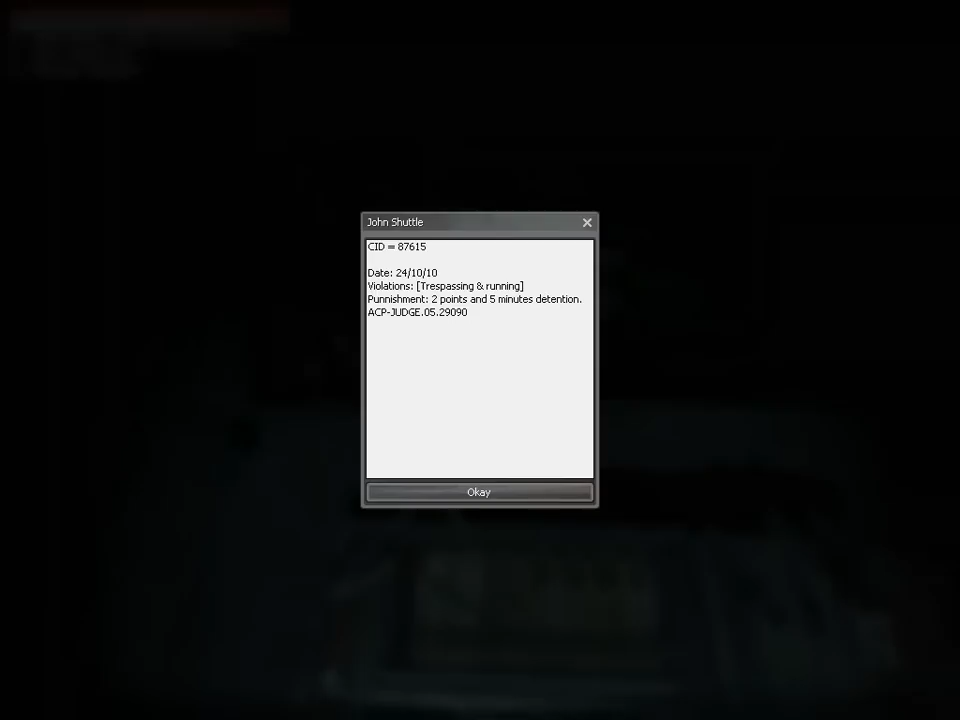 John Shuttle
CID = 87615
Date: 24/10/10
Violations: [Trespassing & running]
Punnishment: 2 points and 5 minutes detention.
ACP-JUDGE.05.29090
Okay